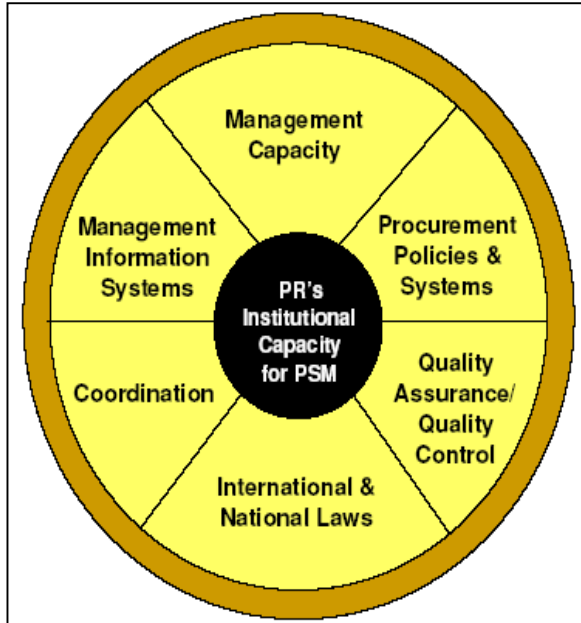 Management
Capacity
Procurement
Policies &
Systems
Quality
Assurance/
Quality
Control
International &
National Laws
Coordination
Management
Information
Systems
PR's
Institutional
Capacity
for PSM